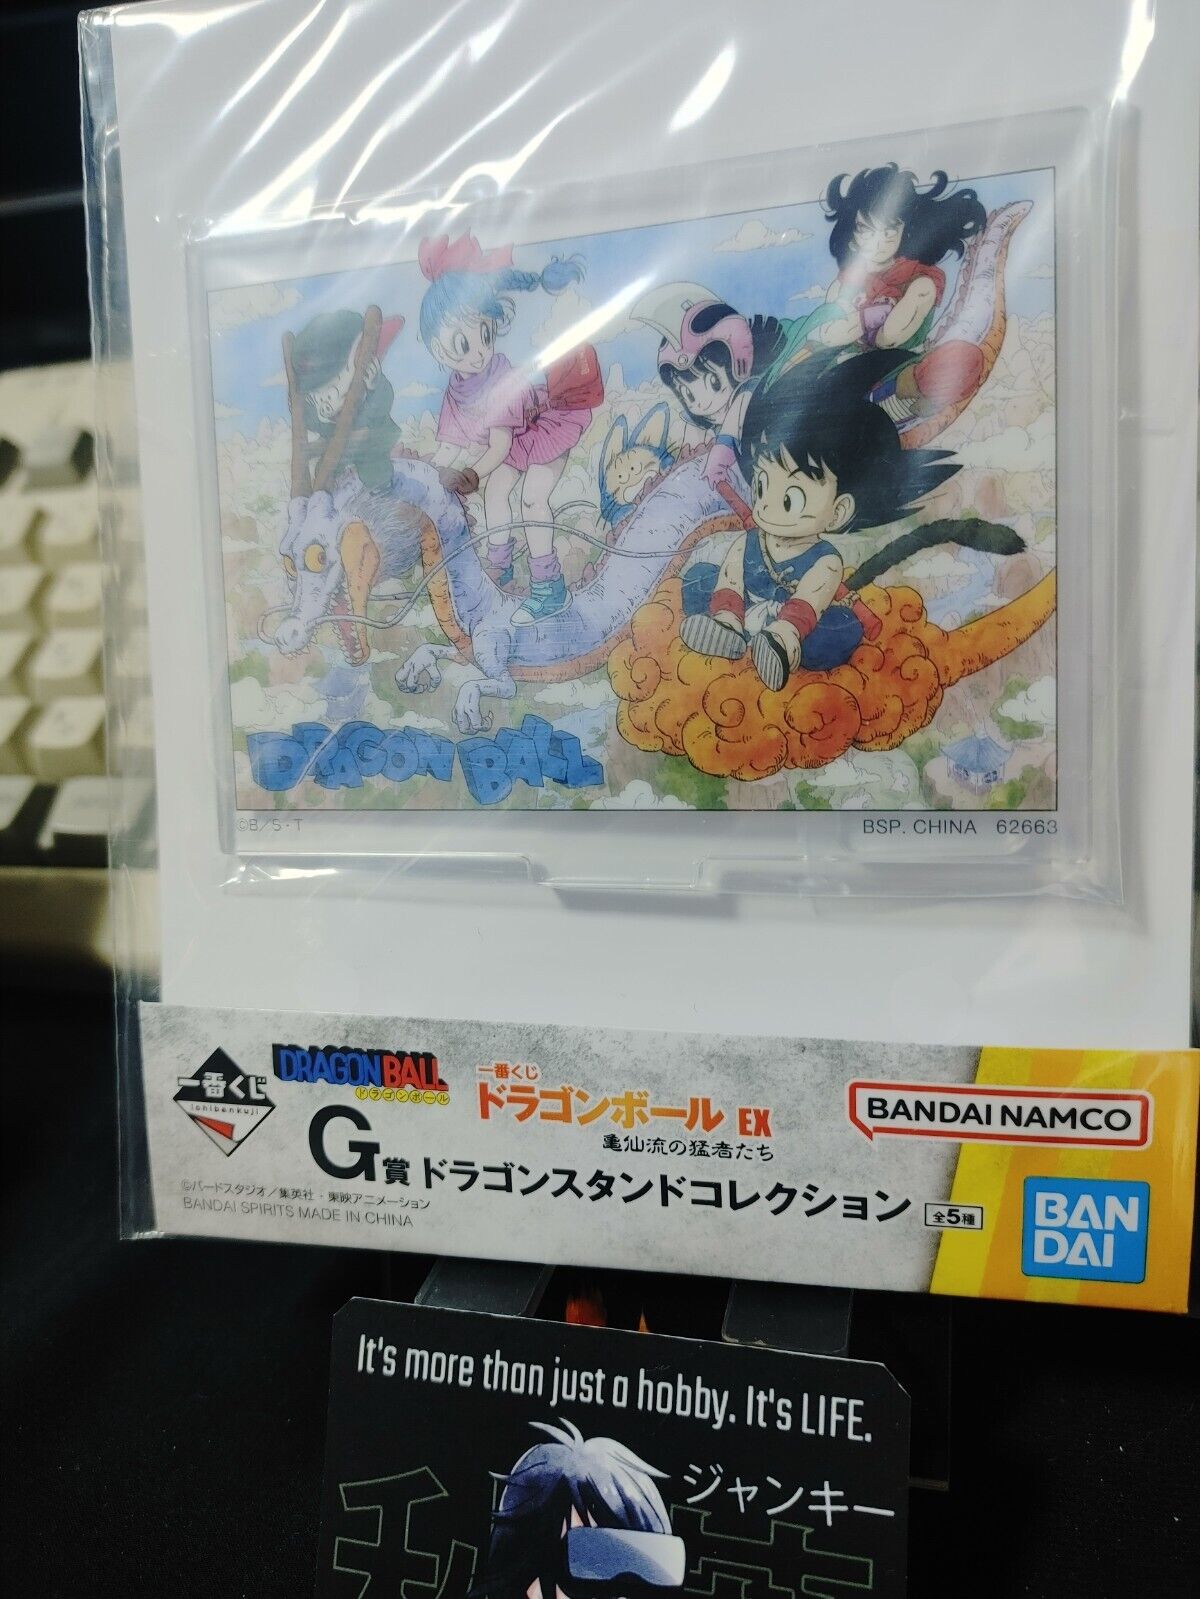 DRAGON BALL
©B/S・T
BSP. CHINA 62663
一番くじ
ichibankuji
DRAGON BALL
ドラゴンボール
一番くじ
ドラゴンボール EX
亀仙流の猛者たち
G賞 ドラゴンスタンドコレクション 全5種
©バードスタジオ／集英社・東映アニメーション
BANDAI SPIRITS MADE IN CHINA
BANDAI NAMCO
BAN
DAI
It's more than just a hobby. It's LIFE.
ジャンキー